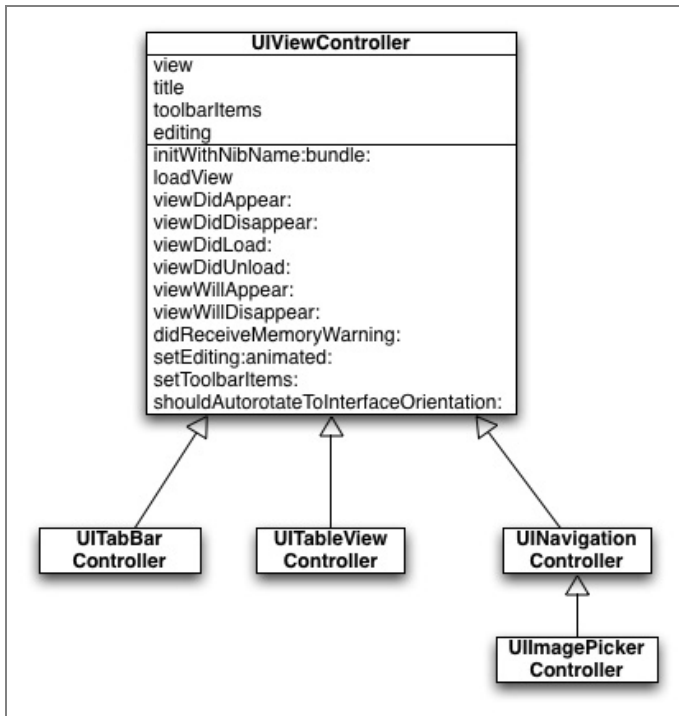 UIViewController
view
title
toolbarItems
editing
initWithNibName:bundle:
loadView
viewDidAppear:
viewDidDisappear:
viewDidLoad:
viewDidUnload:
viewWillAppear:
viewWillDisappear:
didReceiveMemoryWarning:
setEditing:animated:
setToolbarItems:
shouldAutorotateToInterfaceOrientation:
UITabBar
Controller
UITableView
Controller
UINavigation
Controller
UIImagePicker
Controller